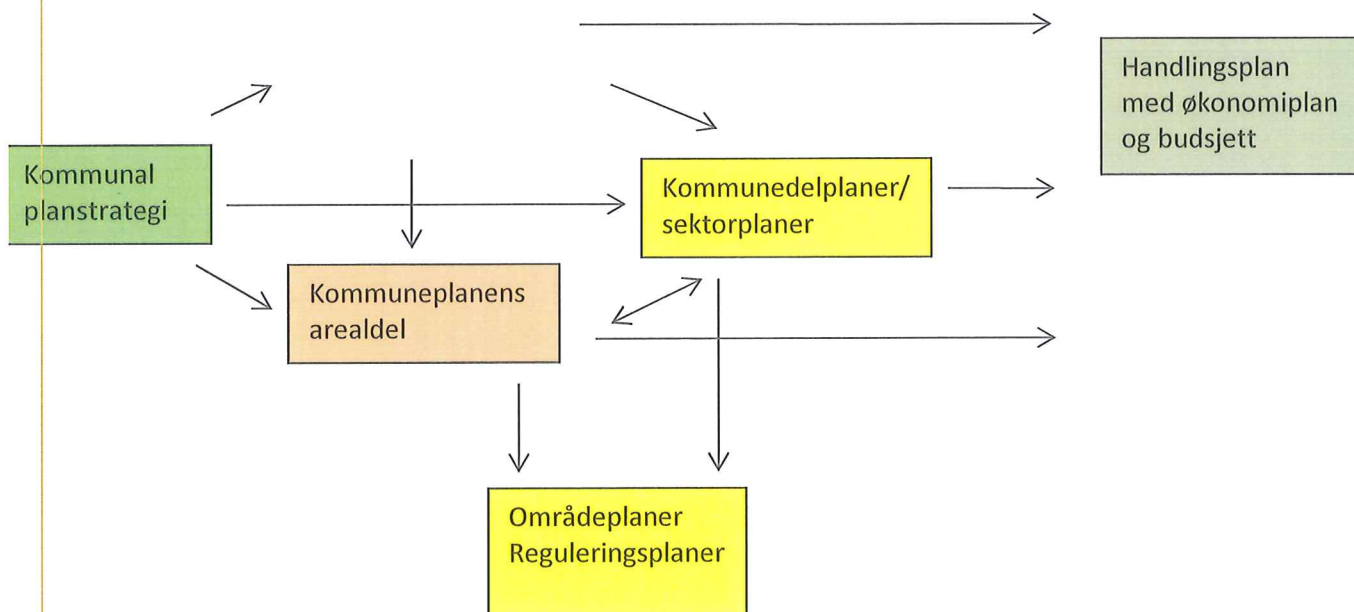 Handlingsplan
med økonomiplan
og budsjett
Kommunal
planstrategi
Kommunedelplaner/
sektorplaner
Kommuneplanens
arealdel
Områdeplaner
Reguleringsplaner